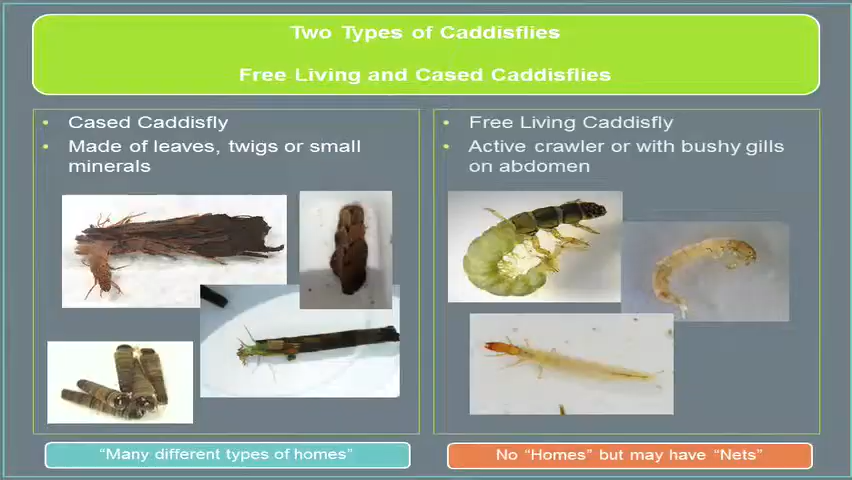 Two Types of Caddisflies
Free Living and Cased Caddisflies
• Cased Caddisfly
• Made of leaves, twigs or small
minerals
• Free Living Caddisfly
• Active crawler or with bushy gills
on abdomen
“Many different types of homes”
No “Homes” but may have “Nets”